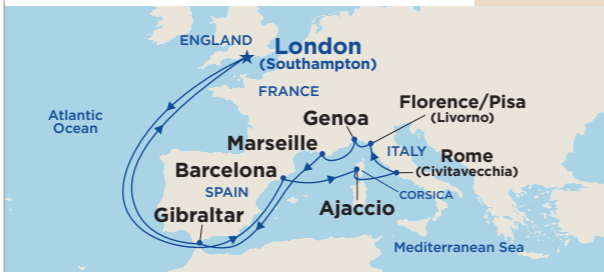 ENGLAND
London
(Southampton)
FRANCE
Atlantic
Ocean
Florence/Pisa
(Livorno)
Genoa
Marseille
ITALY
Rome
(Civitavecchia)
Barcelona
SPAIN
CORSICA
Ajaccio
Gibraltar
Mediterranean Sea